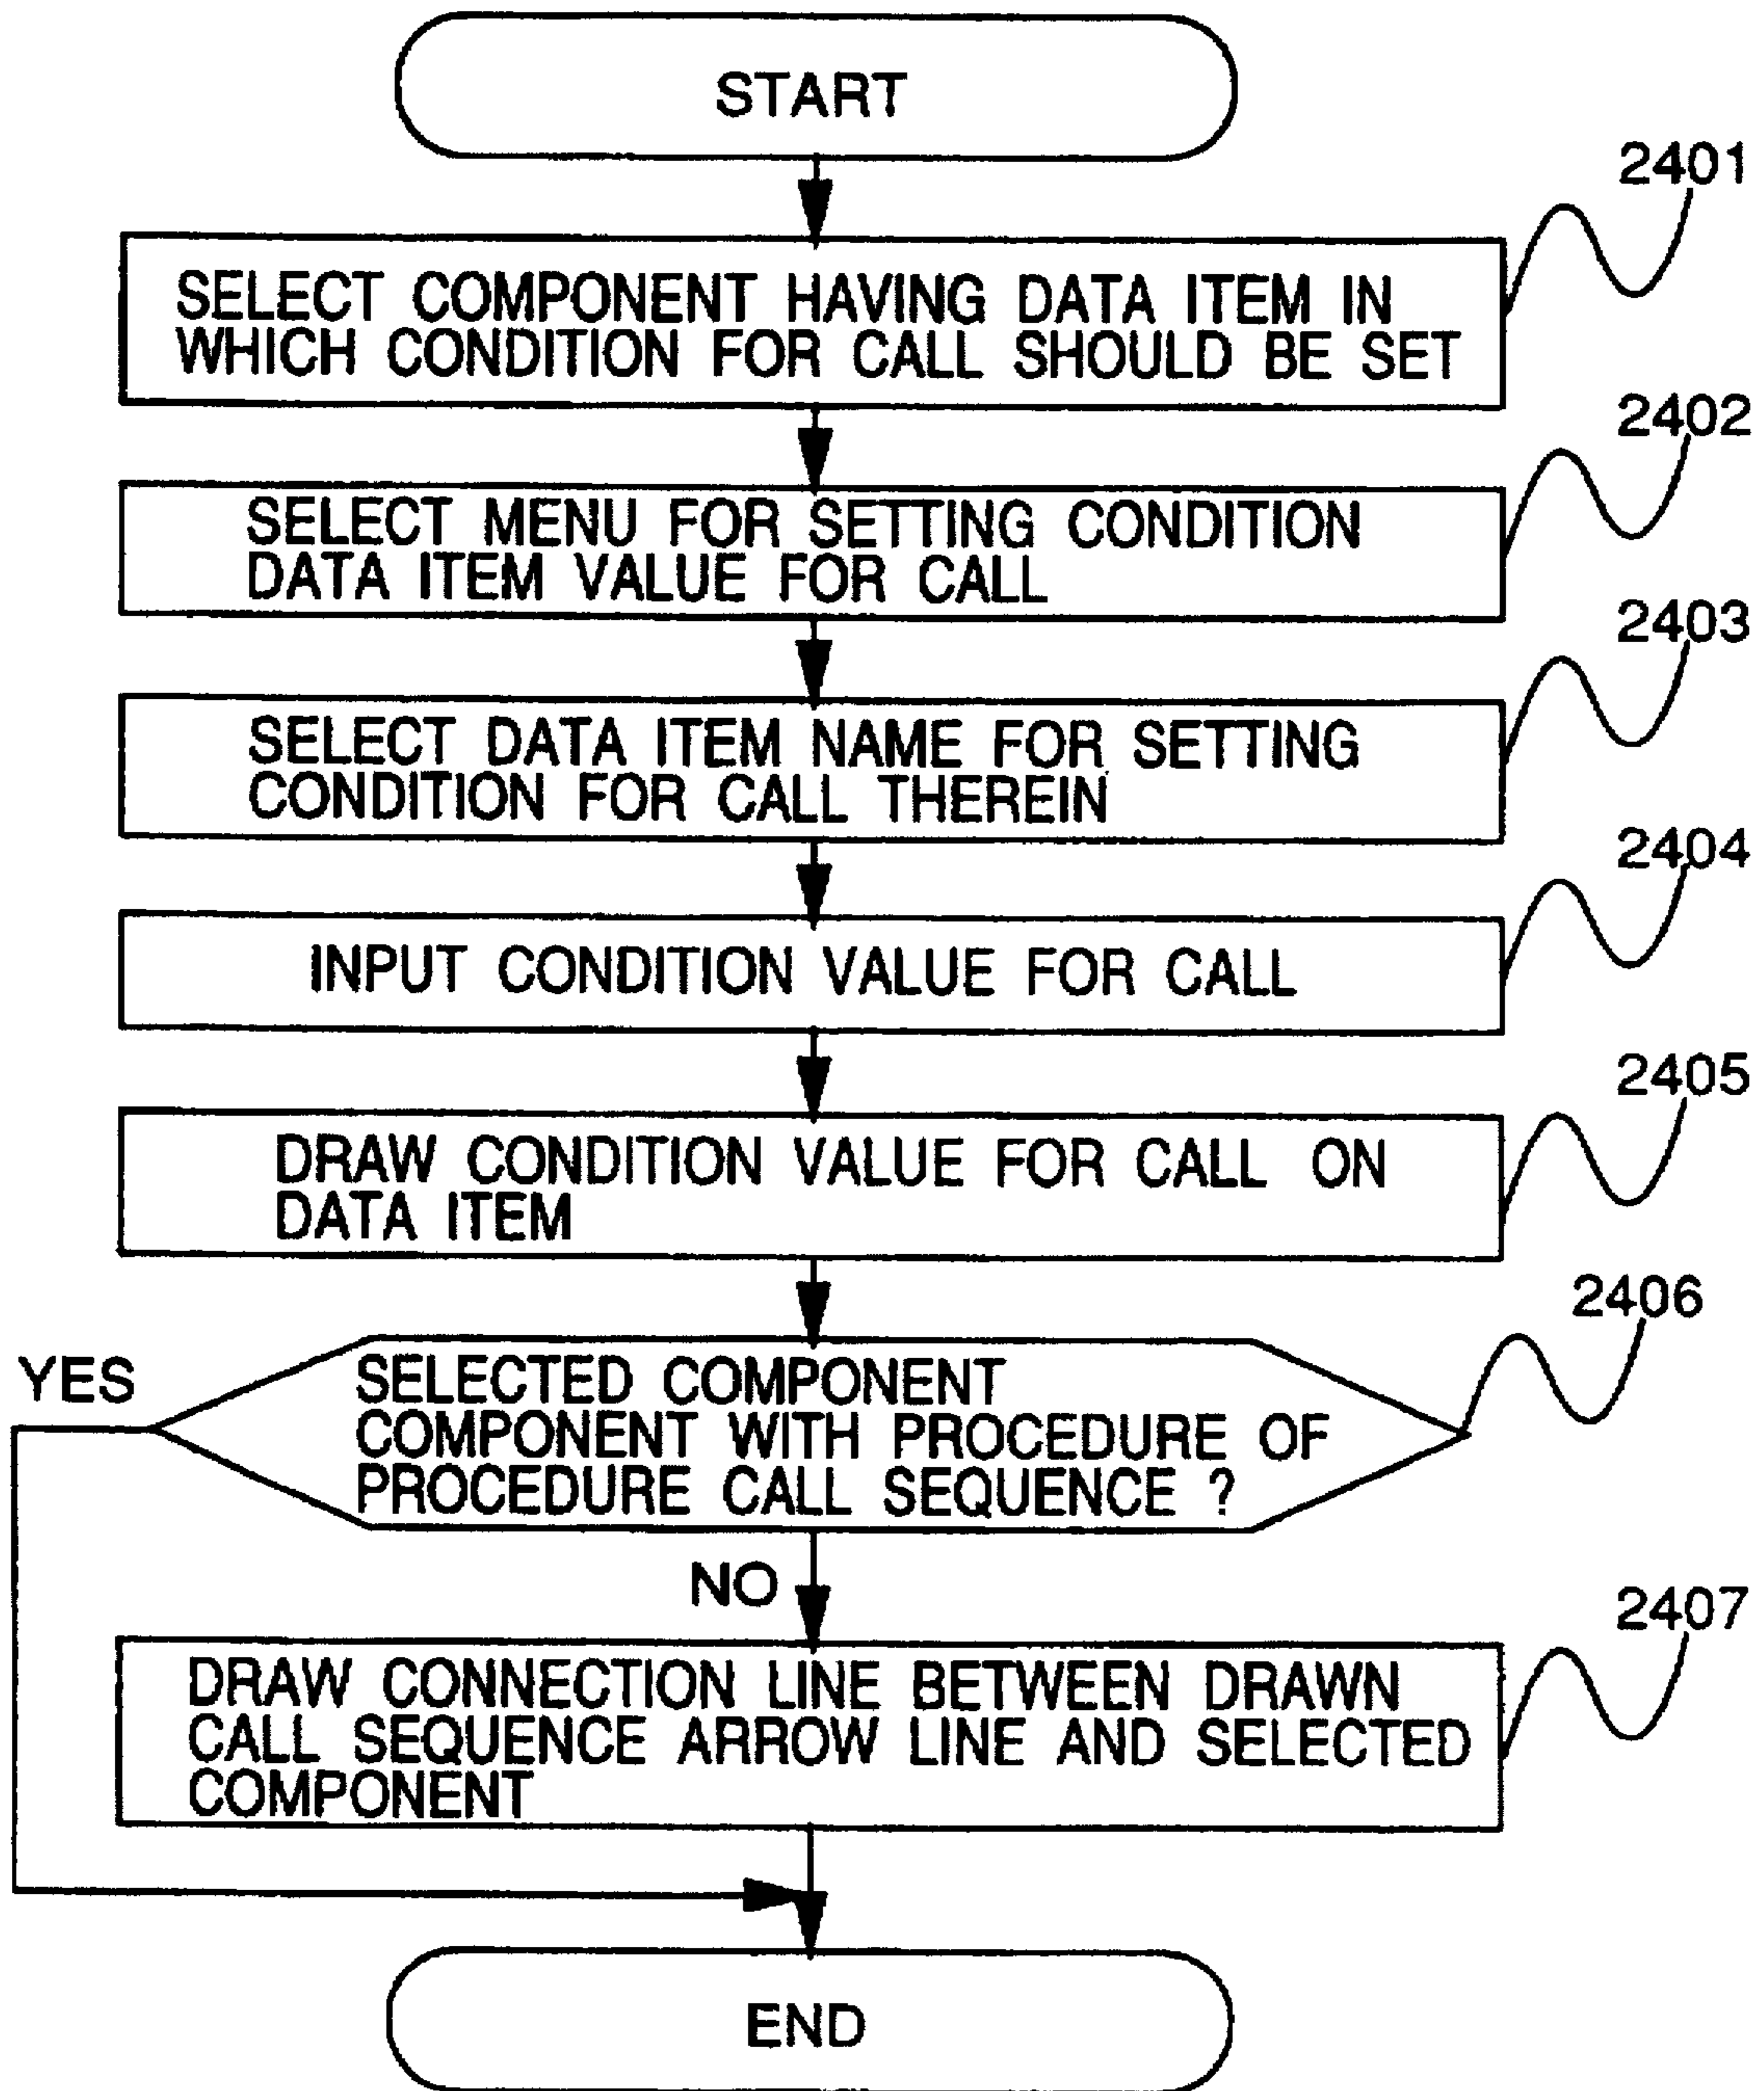 START
2401
SELECT COMPONENT HAVING DATA ITEM IN
WHICH CONDITION FOR CALL SHOULD BE SET
2402
SELECT MENU FOR SETTING CONDITION
DATA ITEM VALUE FOR CALL
2403
SELECT DATA ITEM NAME FOR SETTING
CONDITION FOR CALL THEREIN
2404
INPUT CONDITION VALUE FOR CALL
2405
DRAW CONDITION VALUE FOR CALL ON
DATA ITEM
2406
YES
SELECTED COMPONENT
COMPONENT WITH PROCEDURE OF
PROCEDURE CALL SEQUENCE ?
NO
2407
DRAW CONNECTION LINE BETWEEN DRAWN
CALL SEQUENCE ARROW LINE AND SELECTED
COMPONENT
END